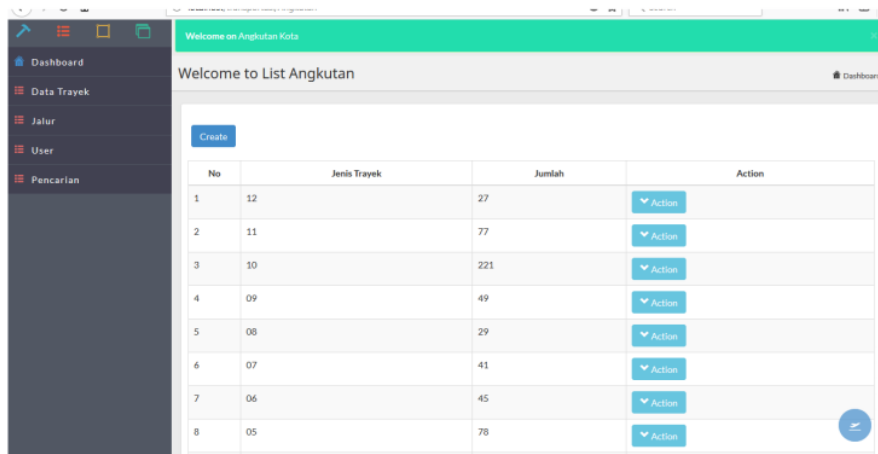 Welcome on Angkutan Kota
Dashboard
Data Trayek
Jalur
User
Pencarian
Welcome to List Angkutan
Dashboar
Create
No Jenis Trayek Jumlah Action
1 12 27 Action
2 11 77 Action
3 10 221 Action
4 09 49 Action
5 08 29 Action
6 07 41 Action
7 06 45 Action
8 05 78 Action